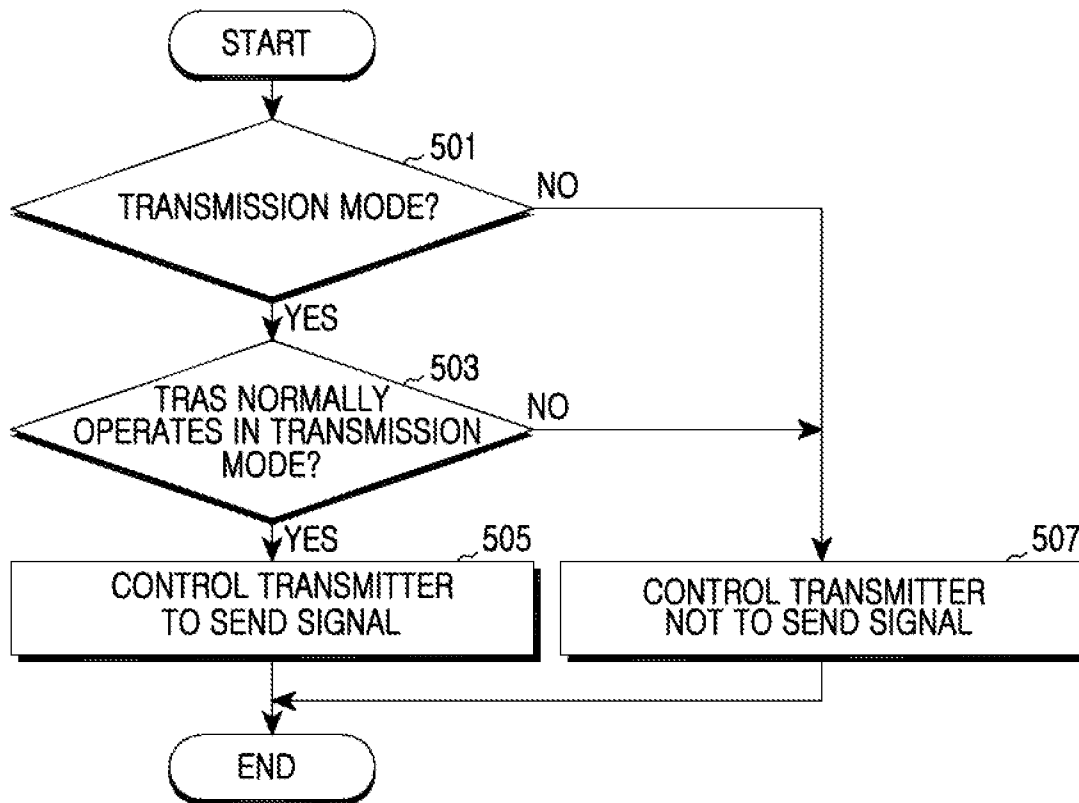 START
501
TRANSMISSION MODE?
NO
YES
503
TRAS NORMALLY
OPERATES IN TRANSMISSION
MODE?
NO
YES
505
CONTROL TRANSMITTER
TO SEND SIGNAL
507
CONTROL TRANSMITTER
NOT TO SEND SIGNAL
END